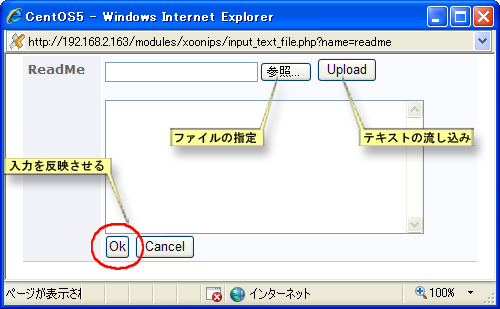 CentOS5 - Windows Internet Explorer
http://192.168.2.163/modules/xoonips/input_text_file.php?name=readme
ReadMe
参照...
Upload
ファイルの指定
テキストの流し込み
入力を反映させる
Ok
Cancel
ページが表示され
インターネット
100%